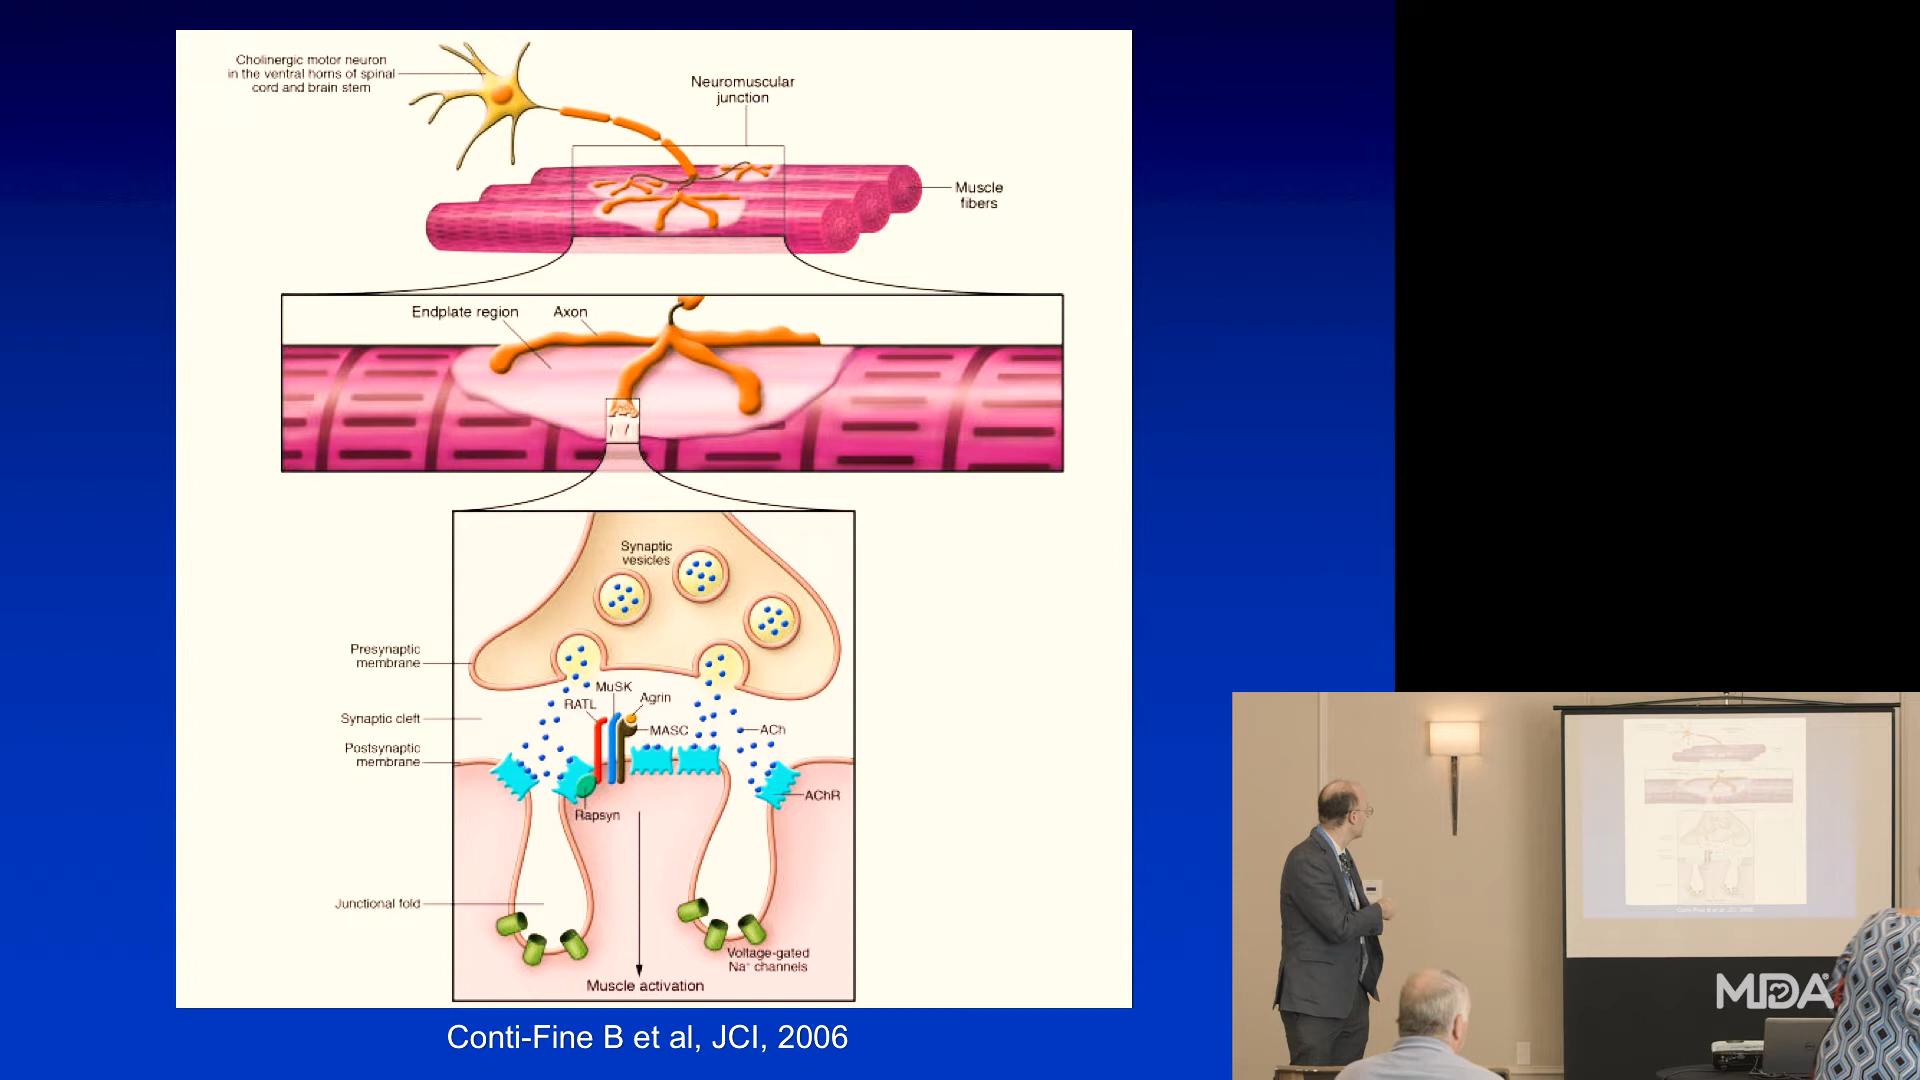 Cholinergic motor neuron
in the ventral horns of spinal
cord and brain stem
Neuromuscular
junction
Muscle
fibers
Endplate region
Axon
Synaptic
vesicles
Presynaptic
membrane
MuSK
Agrin
RATL
Synaptic cleft
MASC
ACh
Postsynaptic
membrane
AChR
Rapsyn
Junctional fold
Voltage-gated
Na+ channels
Muscle activation
Conti-Fine B et al, JCI, 2006
MDA